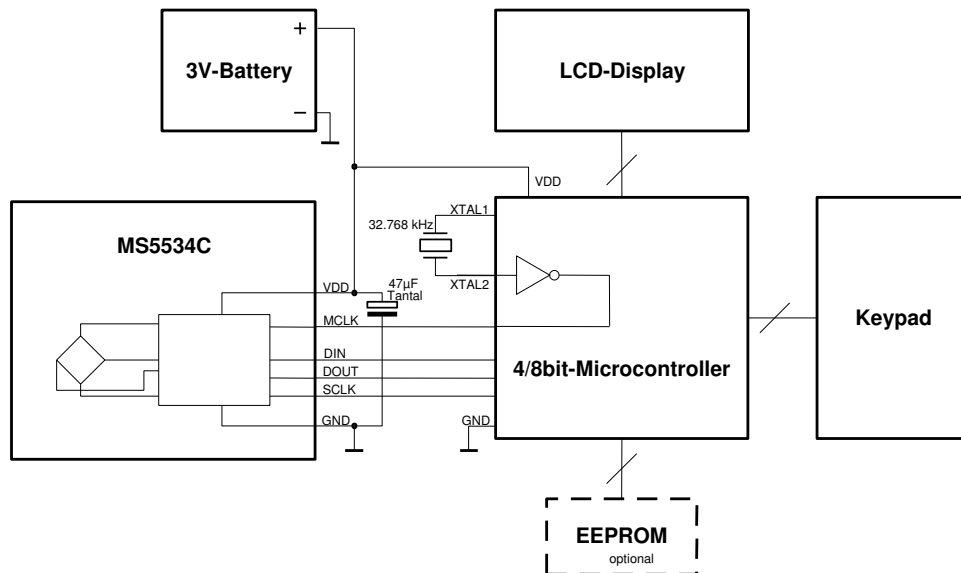 +
3V-Battery
−
LCD-Display
VDD
XTAL1
32.768 kHz
XTAL2
MS5534C
47µF
Tantal
VDD
MCLK
DIN
DOUT
SCLK
GND
4/8bit-Microcontroller
GND
Keypad
EEPROM
optional